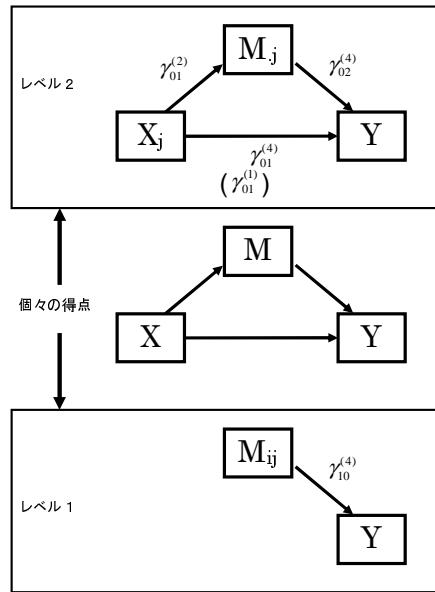 レベル 2
M.j
γ01(2)
γ02(4)
Xj
Y
γ01(4)
(γ01(1))
個々の得点
M
X
Y
レベル 1
Mij
γ10(4)
Y